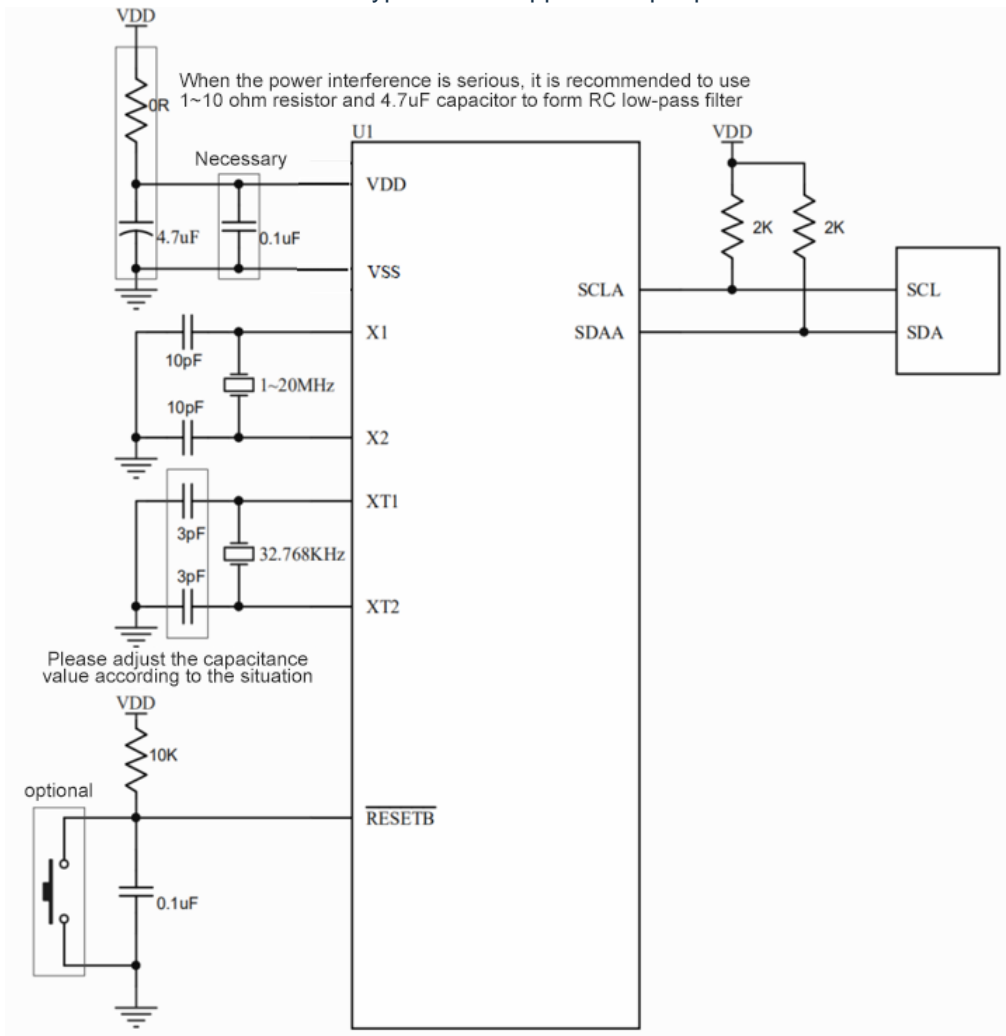 VDD
0R
When the power interference is serious, it is recommended to use
1~10 ohm resistor and 4.7uF capacitor to form RC low-pass filter
Necessary
4.7uF
0.1uF
U1
VDD
VSS
X1
X2
XT1
XT2
RESETB
SCLA
SDAA
VDD
2K
2K
SCL
SDA
10pF
1~20MHz
10pF
3pF
32.768KHz
3pF
Please adjust the capacitance
value according to the situation
VDD
10K
optional
0.1uF